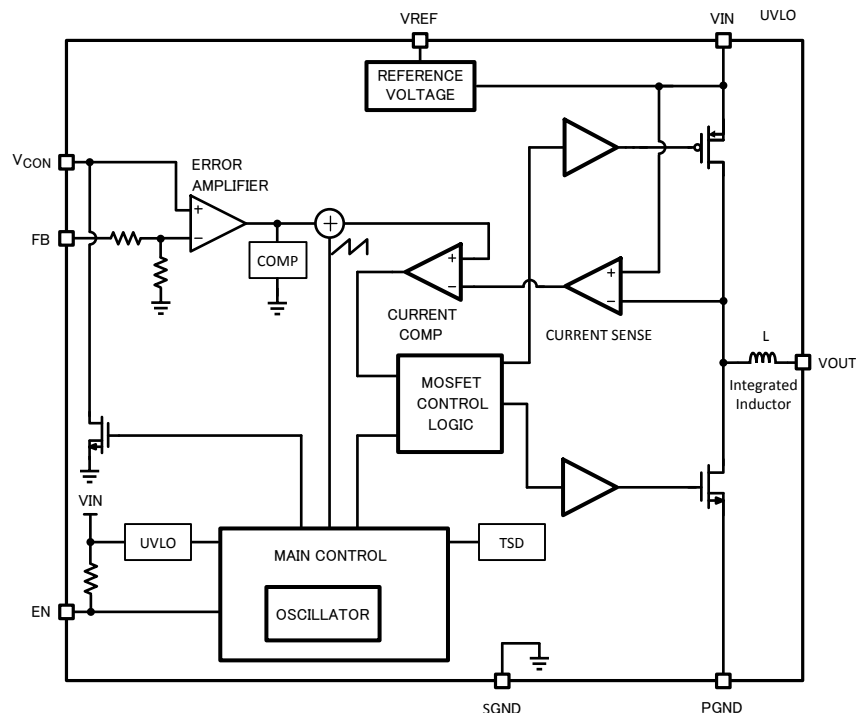 VREF
VIN
UVLO
REFERENCE
VOLTAGE
VCON
ERROR
AMPLIFIER
+
−
FB
COMP
+
+
−
+
−
CURRENT
COMP
CURRENT SENSE
L
VOUT
Integrated
Inductor
MOSFET
CONTROL
LOGIC
VIN
UVLO
MAIN CONTROL
TSD
OSCILLATOR
EN
SGND
PGND